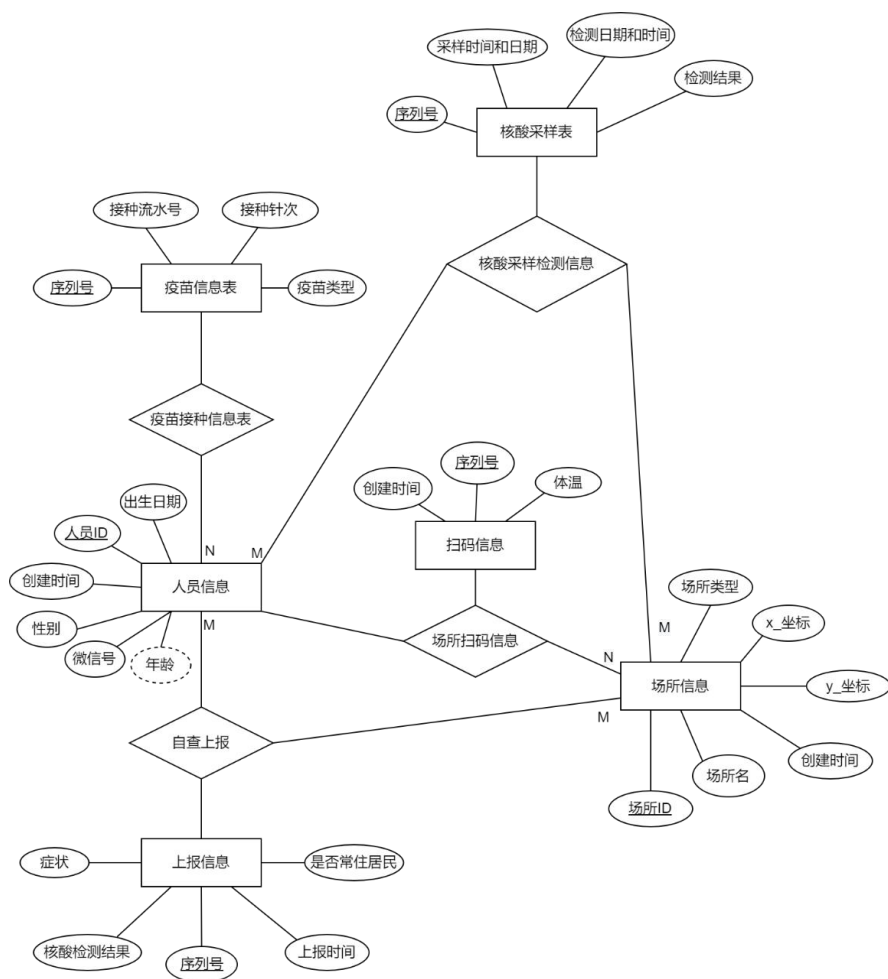 采样时间和日期
检测日期和时间
检测结果
序列号
核酸采样表
接种流水号
接种针次
核酸采样检测信息
序列号
疫苗信息表
疫苗类型
疫苗接种信息表
序列号
体温
创建时间
出生日期
人员ID
扫码信息
N
M
创建时间
人员信息
场所类型
x_坐标
性别
M
微信号
年龄
场所扫码信息
M
N
场所信息
y_坐标
M
自查上报
创建时间
场所名
场所ID
症状
上报信息
是否常住居民
核酸检测结果
序列号
上报时间